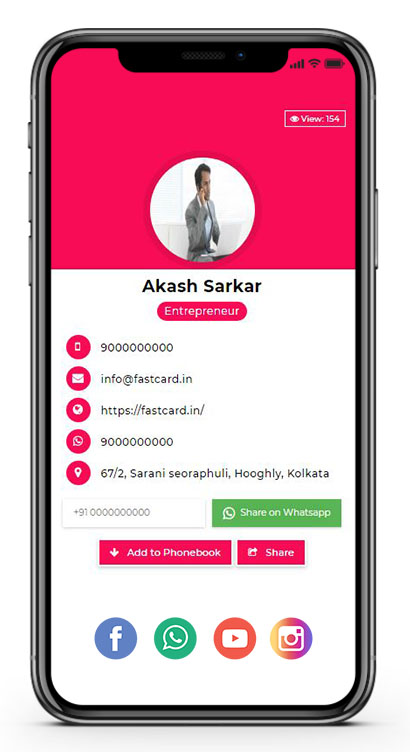 View: 154
Akash Sarkar
Entrepreneur
9000000000
info@fastcard.in
https://fastcard.in/
9000000000
67/2, Sarani seoraphuli, Hooghly, Kolkata
+91 0000000000
Share on Whatsapp
Add to Phonebook
Share